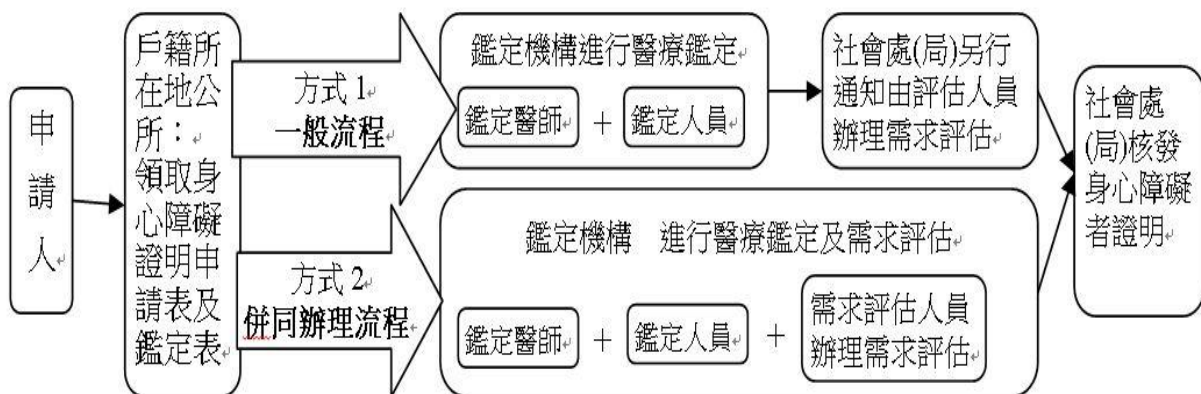 申
請
人
戶籍所
在地公
所：
領取身
心障礙
證明申
請表及
鑑定表
方式 1
一般流程
鑑定機構進行醫療鑑定
鑑定醫師 + 鑑定人員
社會處(局)另行
通知由評估人員
辦理需求評估
方式 2
併同辦理流程
鑑定機構 進行醫療鑑定及需求評估
鑑定醫師 + 鑑定人員 +
需求評估人員
辦理需求評估
社會處
(局)核發
身心障礙
者證明